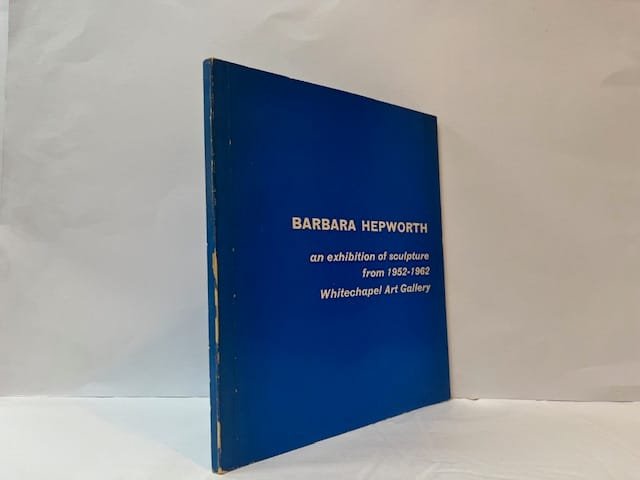 BARBARA HEPWORTH
an exhibition of sculpture
from 1952-1962
Whitechapel Art Gallery